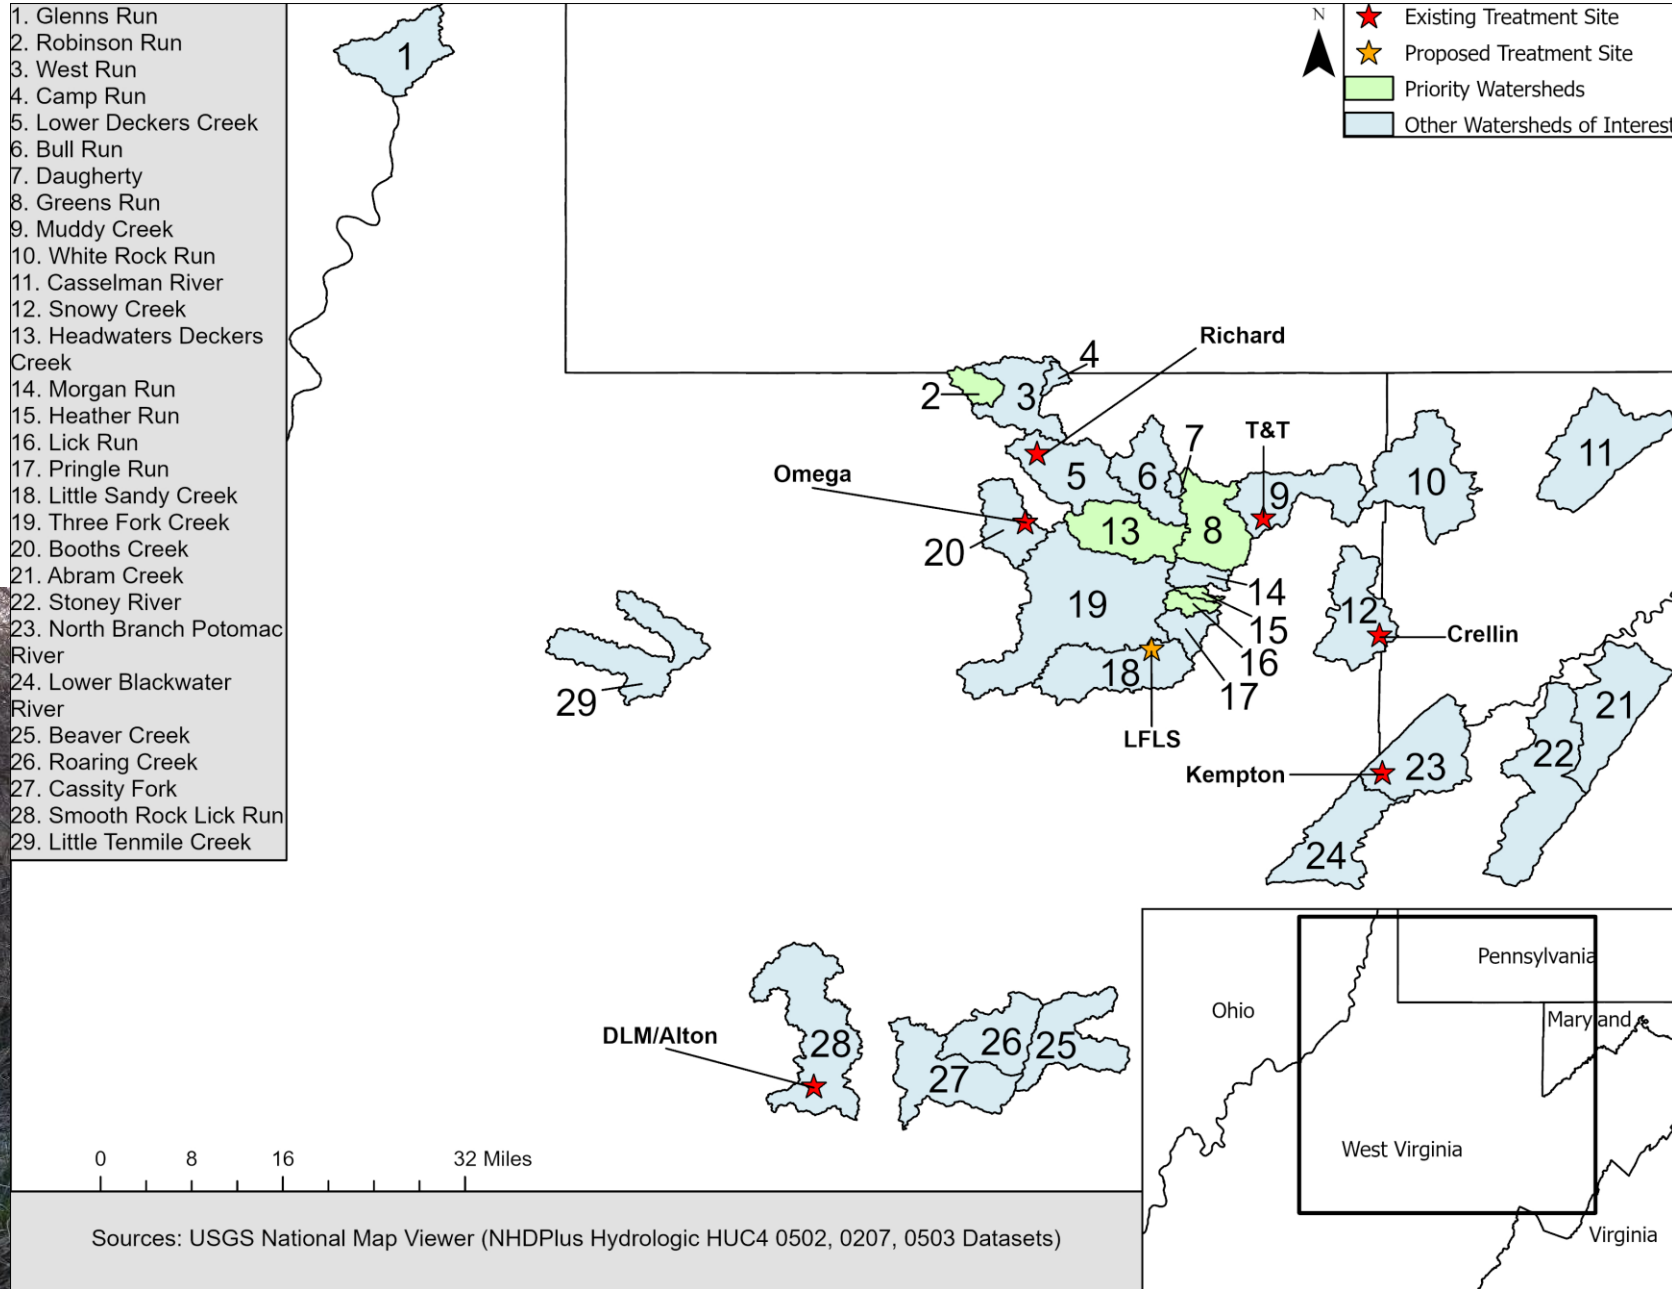 1. Glenns Run
2. Robinson Run
3. West Run
4. Camp Run
5. Lower Deckers Creek
6. Bull Run
7. Daugherty
8. Greens Run
9. Muddy Creek
10. White Rock Run
11. Casselman River
12. Snowy Creek
13. Headwaters Deckers
Creek
14. Morgan Run
15. Heather Run
16. Lick Run
17. Pringle Run
18. Little Sandy Creek
19. Three Fork Creek
20. Booths Creek
21. Abram Creek
22. Stoney River
23. North Branch Potomac
River
24. Lower Blackwater
River
25. Beaver Creek
26. Roaring Creek
27. Cassity Fork
28. Smooth Rock Lick Run
29. Little Tenmile Creek
N
Existing Treatment Site
Proposed Treatment Site
Priority Watersheds
Other Watersheds of Interest
1
Richard
4
2
3
7
T&T
Omega
5
6
9
10
11
20
13
8
19
14
15
16
17
18
12
Crellin
29
LFLS
Kempton
23
22
21
24
DLM/Alton
28
27
26
25
0 8 16 32 Miles
Sources: USGS National Map Viewer (NHDPlus Hydrologic HUC4 0502, 0207, 0503 Datasets)
Pennsylvania
Ohio
Maryland
West Virginia
Virginia